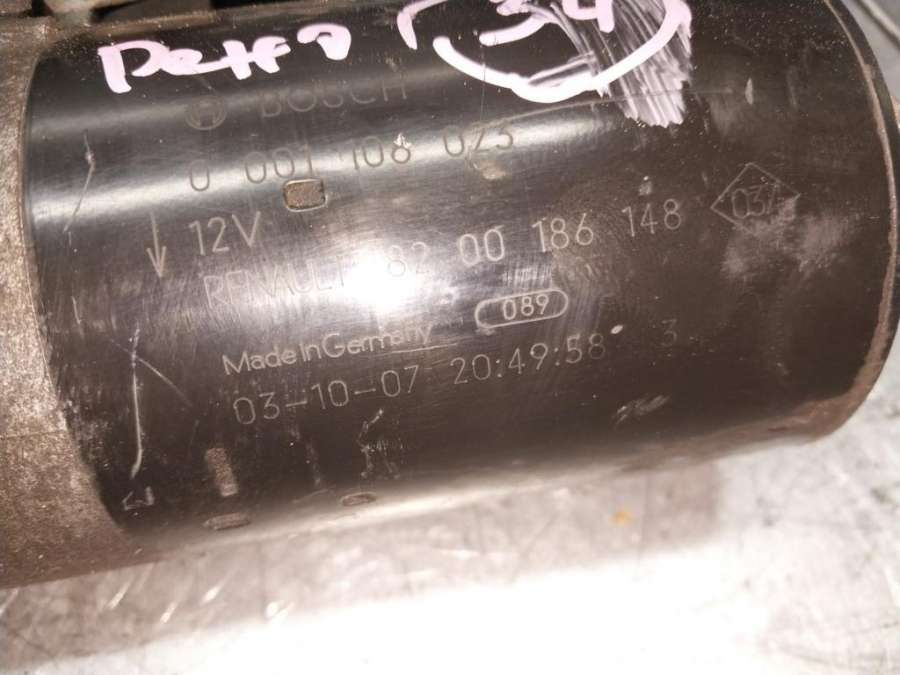 34
BOSCH
0 001 108 023
12V
RENAULT 82 00 186 148
089
Made in Germany
03-10-07 20:49:58 3